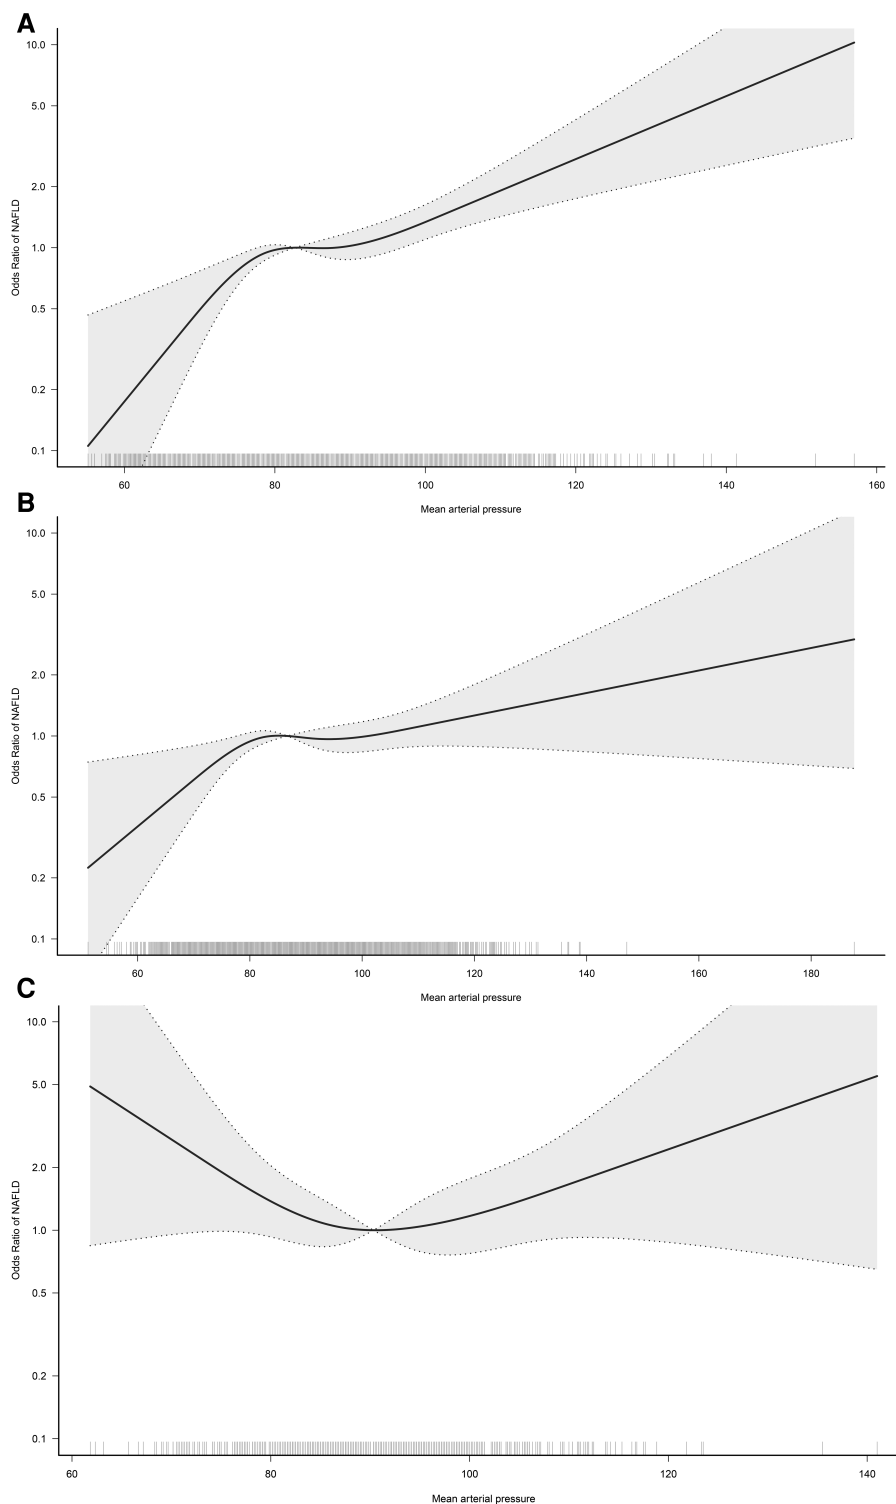 A
10.0
5.0
2.0
1.0
0.5
0.2
0.1
Odds Ratio of NAFLD
60 80 100 120 140 160
Mean arterial pressure
B
10.0
5.0
2.0
1.0
0.5
0.2
0.1
Odds Ratio of NAFLD
60 80 100 120 140 160 180
Mean arterial pressure
C
10.0
5.0
2.0
1.0
0.5
0.2
0.1
Odds Ratio of NAFLD
60 80 100 120 140
Mean arterial pressure